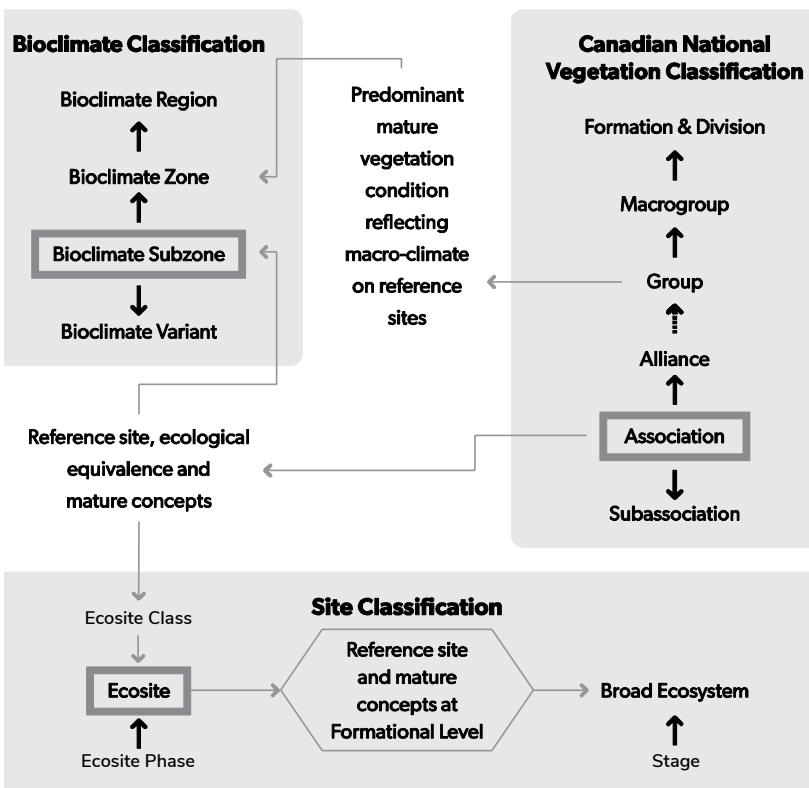 Bioclimate Classification
Bioclimate Region
Bioclimate Zone
Bioclimate Subzone
Bioclimate Variant
Predominant
mature
vegetation
condition
reflecting
macro-climate
on reference
sites
Canadian National
Vegetation Classification
Formation & Division
Macrogroup
Group
Alliance
Association
Subassociation
Reference site, ecological
equivalence and
mature concepts
Site Classification
Ecosite Class
Ecosite
Ecosite Phase
Reference site
and mature
concepts at
Formational Level
Broad Ecosystem
Stage